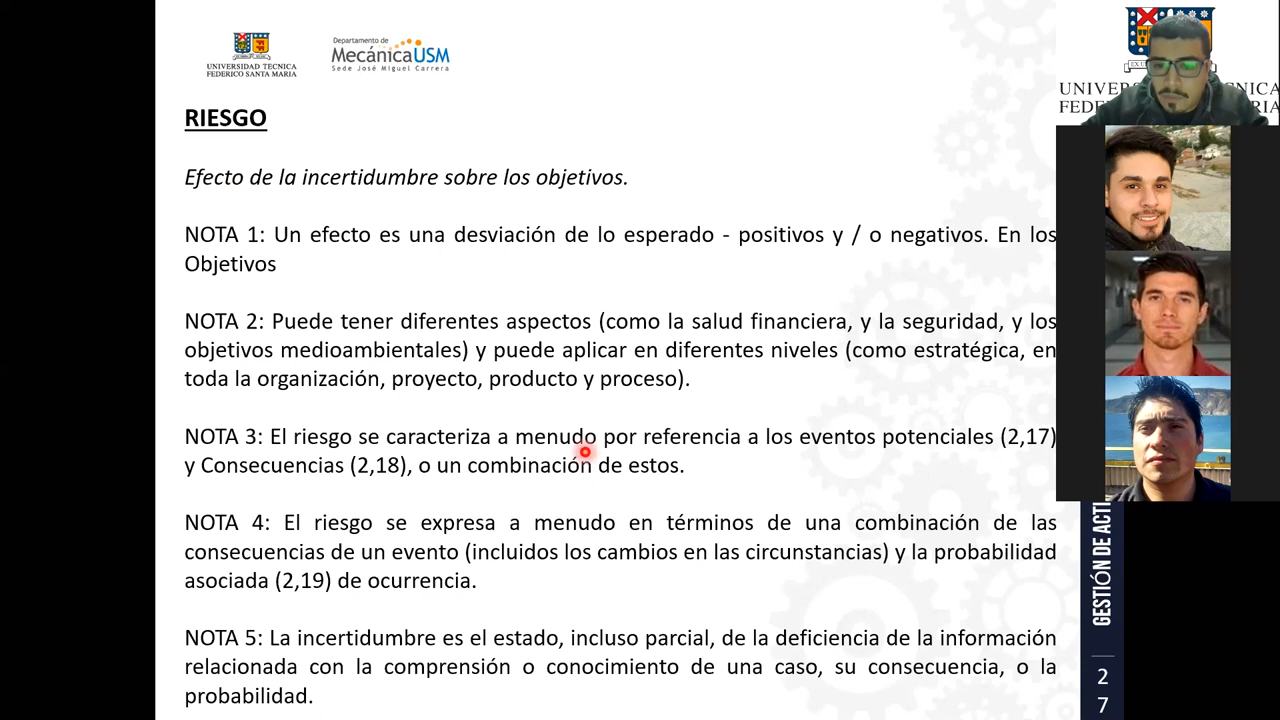 UNIVERSIDAD TECNICA
FEDERICO SANTA MARIA
Departamento de
MecánicaUSM
Sede José Miguel Carrera
RIESGO
Efecto de la incertidumbre sobre los objetivos.
NOTA 1: Un efecto es una desviación de lo esperado - positivos y / o negativos. En los
Objetivos
NOTA 2: Puede tener diferentes aspectos (como la salud financiera, y la seguridad, y los
objetivos medioambientales) y puede aplicar en diferentes niveles (como estratégica, en
toda la organización, proyecto, producto y proceso).
NOTA 3: El riesgo se caracteriza a menudo por referencia a los eventos potenciales (2,17)
y Consecuencias (2,18), o un combinación de estos.
NOTA 4: El riesgo se expresa a menudo en términos de una combinación de las
consecuencias de un evento (incluidos los cambios en las circunstancias) y la probabilidad
asociada (2,19) de ocurrencia.
NOTA 5: La incertidumbre es el estado, incluso parcial, de la deficiencia de la información
relacionada con la comprensión o conocimiento de una caso, su consecuencia, o la
probabilidad.
GESTIÓN DE ACTI
2
7